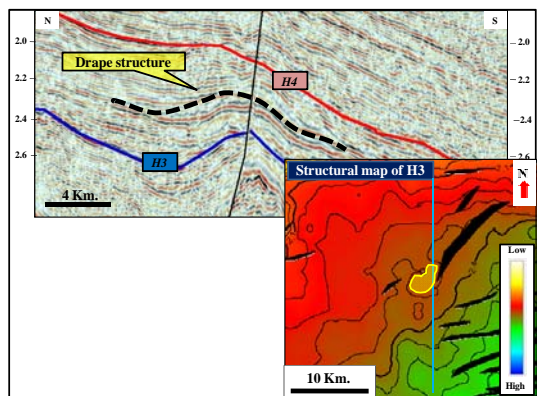 N
S
2.0
2.0
Drape structure
H4
2.2
2.2
2.4
2.4
H3
2.6
2.6
4 Km.
Structural map of H3
N
Low
High
10 Km.